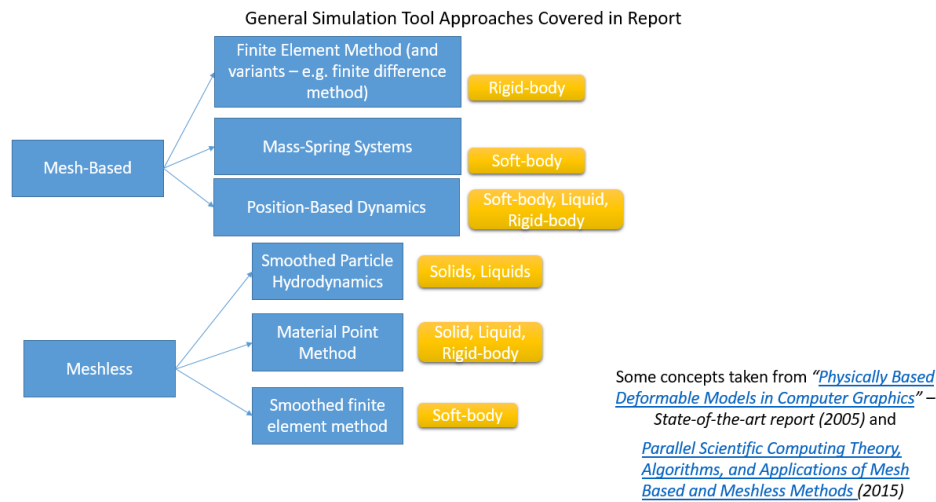 General Simulation Tool Approaches Covered in Report
Finite Element Method (and
variants – e.g. finite difference
method)
Rigid-body
Mesh-Based
Mass-Spring Systems
Soft-body
Position-Based Dynamics
Soft-body, Liquid,
Rigid-body
Smoothed Particle
Hydrodynamics
Solids, Liquids
Meshless
Material Point
Method
Solid, Liquid,
Rigid-body
Smoothed finite
element method
Soft-body
Some concepts taken from “Physically Based
Deformable Models in Computer Graphics” –
State-of-the-art report (2005) and
Parallel Scientific Computing Theory,
Algorithms, and Applications of Mesh
Based and Meshless Methods (2015)